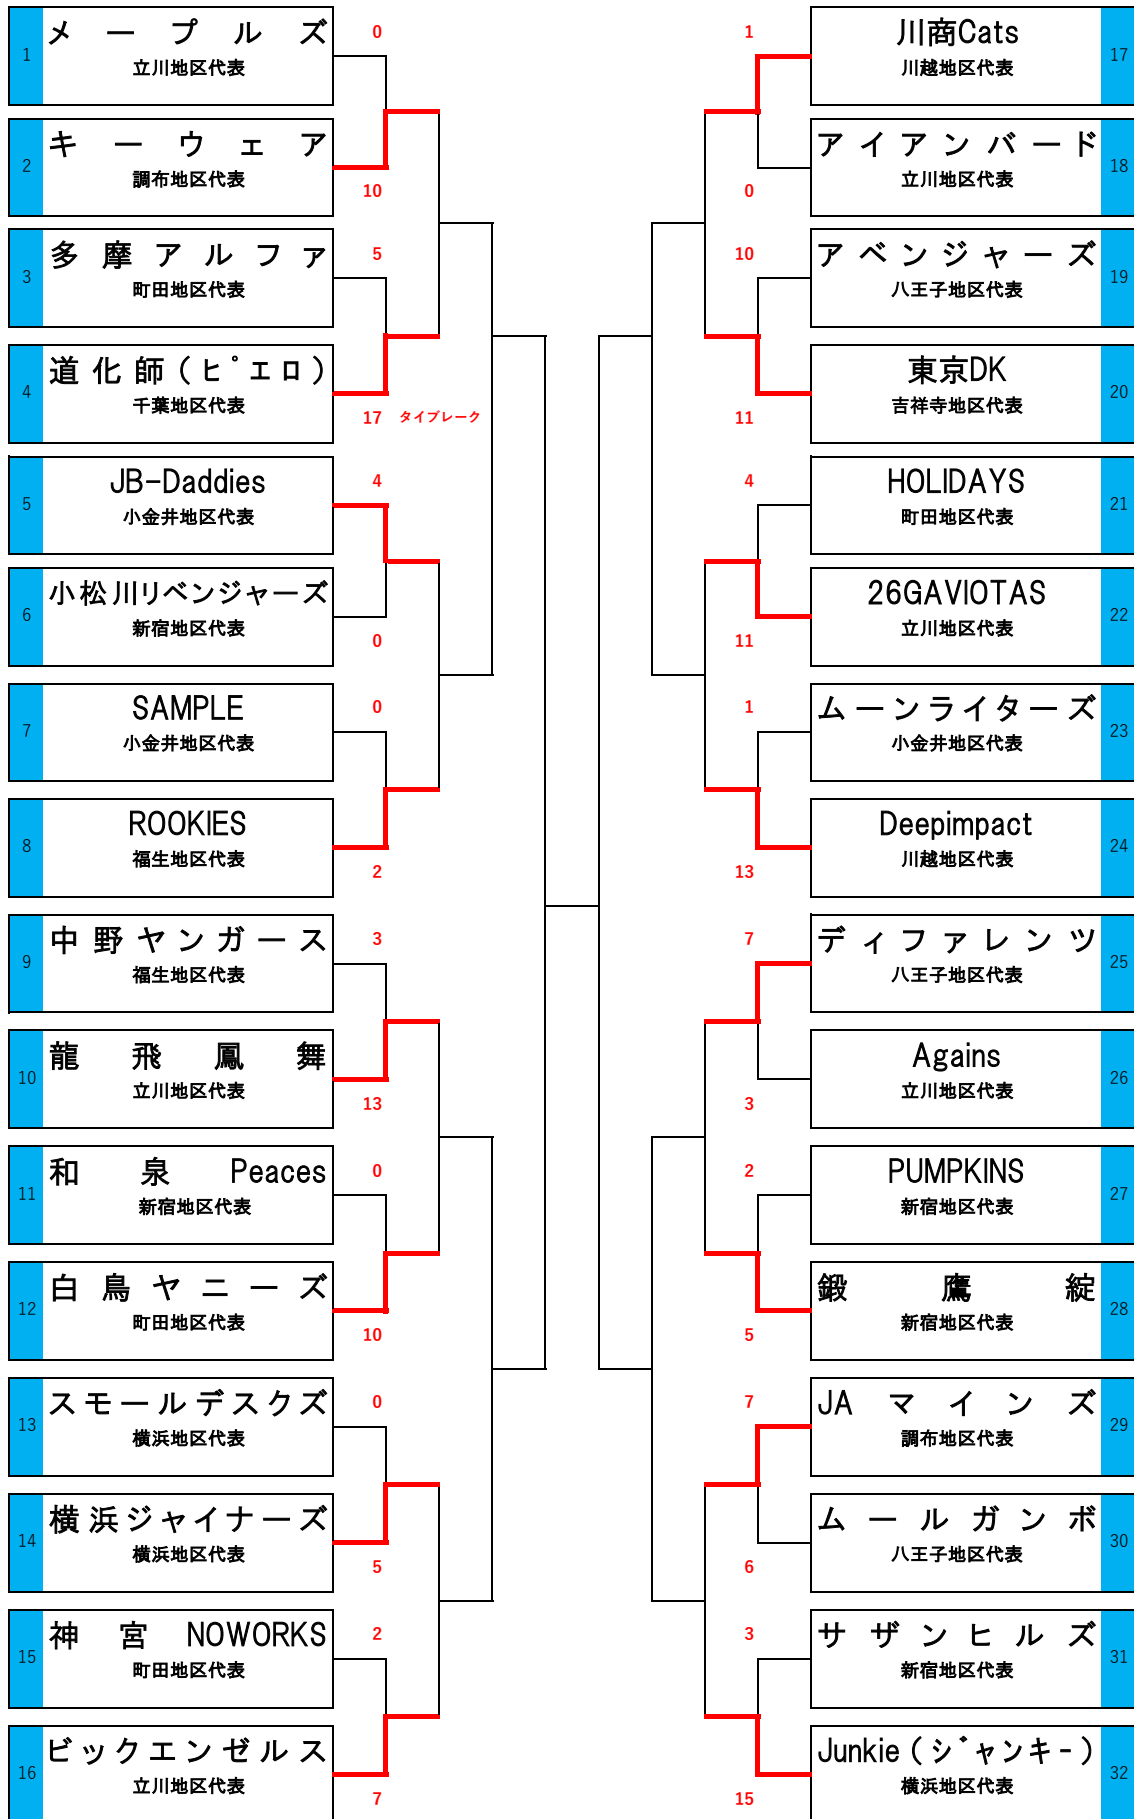 1
メープルズ
立川地区代表
0
2
キーウェア
調布地区代表
10
3
多摩アルファ
町田地区代表
5
4
道化師(ピエロ)
千葉地区代表
17 タイブレーク
5
JB-Daddies
小金井地区代表
4
6
小松川リベンジャーズ
新宿地区代表
0
7
SAMPLE
小金井地区代表
0
8
ROOKIES
福生地区代表
2
9
中野ヤンガース
福生地区代表
3
10
龍飛鳳舞
立川地区代表
13
11
和泉Peaces
新宿地区代表
0
12
白鳥ヤニーズ
町田地区代表
10
13
スモールデスクズ
横浜地区代表
0
14
横浜ジャイナーズ
横浜地区代表
5
15
神宮NOWORKS
町田地区代表
2
16
ビックエンゼルス
立川地区代表
7
1
川商Cats
川越地区代表
17
0
アイアンバード
立川地区代表
18
10
アベンジャーズ
八王子地区代表
19
11
東京DK
吉祥寺地区代表
20
4
HOLIDAYS
町田地区代表
21
11
26GAVIOTAS
立川地区代表
22
1
ムーンライターズ
小金井地区代表
23
13
Deepimpact
川越地区代表
24
7
ディファレンツ
八王子地区代表
25
3
Agains
立川地区代表
26
2
PUMPKINS
新宿地区代表
27
5
鍛鷹綻
新宿地区代表
28
7
JAマインズ
調布地区代表
29
6
ムールガンボ
八王子地区代表
30
3
サザンヒルズ
新宿地区代表
31
15
Junkie(ジャンキー)
横浜地区代表
32